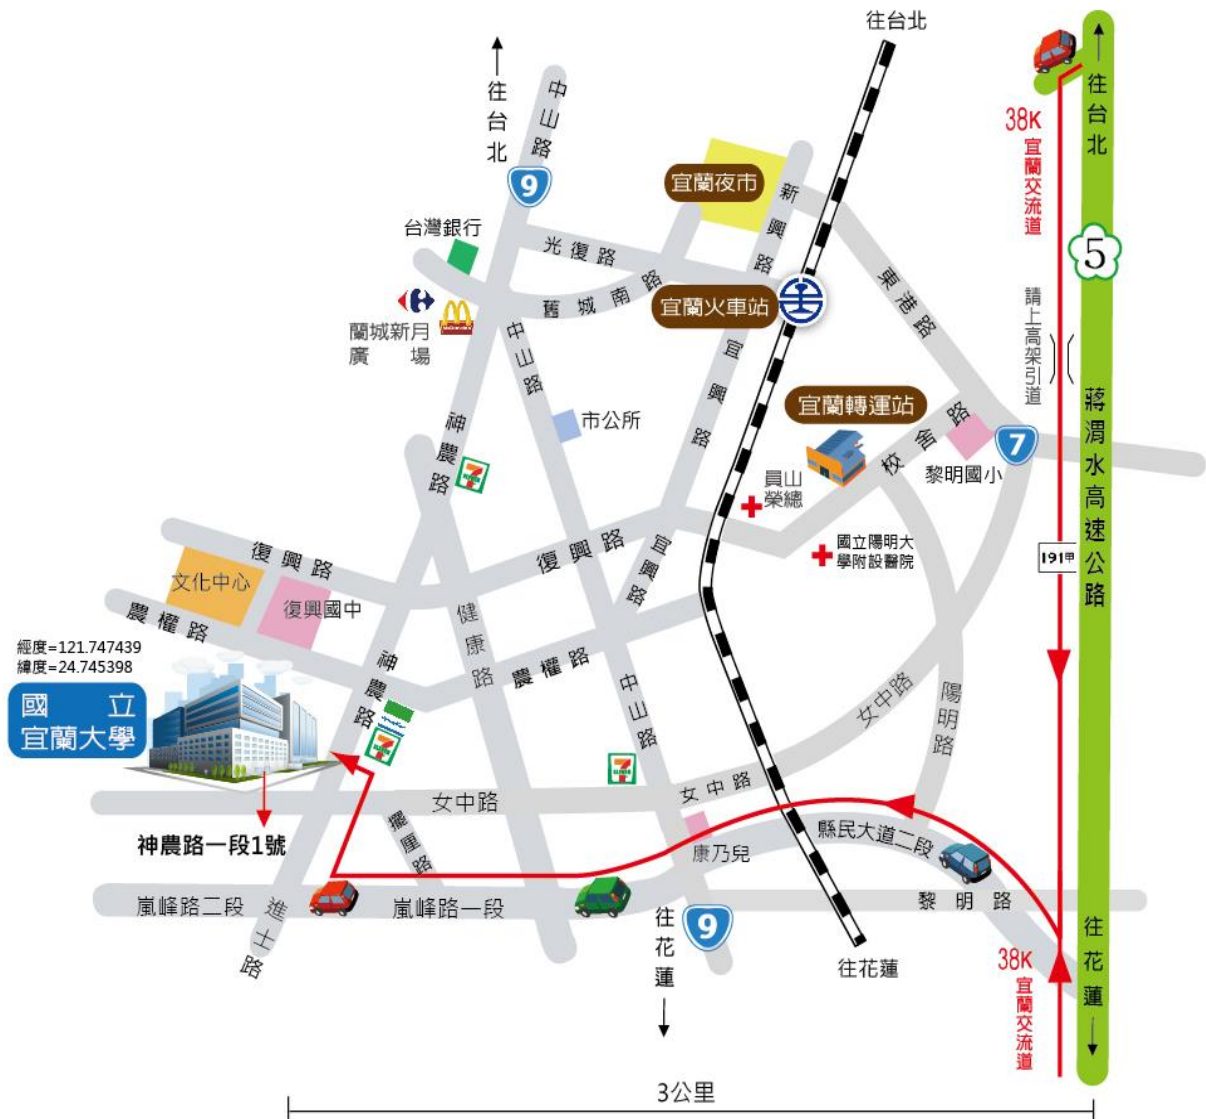 往台北
往台北
中山路
9
38K
宜蘭交流道
往台北
宜蘭夜市
新興路
台灣銀行
光復路
5
東港路
舊城南路
宜蘭火車站
請上高架引道
蘭城新月
廣場
中山路
宜興路
宜蘭轉運站
蔣渭水高速公路
市公所
神農路
7
ELEVEN
校舍路
7
黎明國小
員山
榮總
復興路
復興路
宜興路
國立陽明大
學附設醫院
191甲
文化中心
復興國中
健康路
農權路
經度=121.747439
緯度=24.745398
國立
宜蘭大學
神農路
農權路
中山路
女中路
陽明路
7
ELEVEN
7
ELEVEN
女中路
女中路
神農路一段1號
擺厘路
康乃兒
縣民大道二段
嵐峰路二段
進士路
嵐峰路一段
黎明路
往花蓮
9
往花蓮
38K
宜蘭交流道
往花蓮
3公里